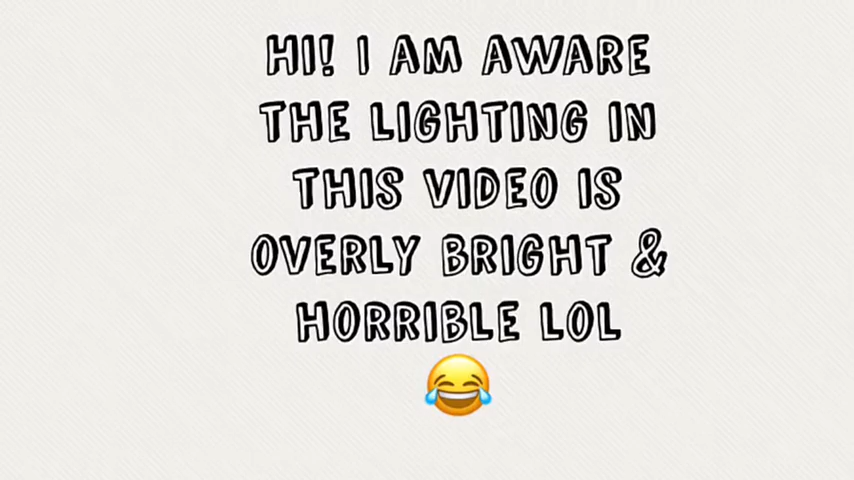 HI! I AM AWARE
THE LIGHTING IN
THIS VIDEO IS
OVERLY BRIGHT &
HORRIBLE LOL
😂